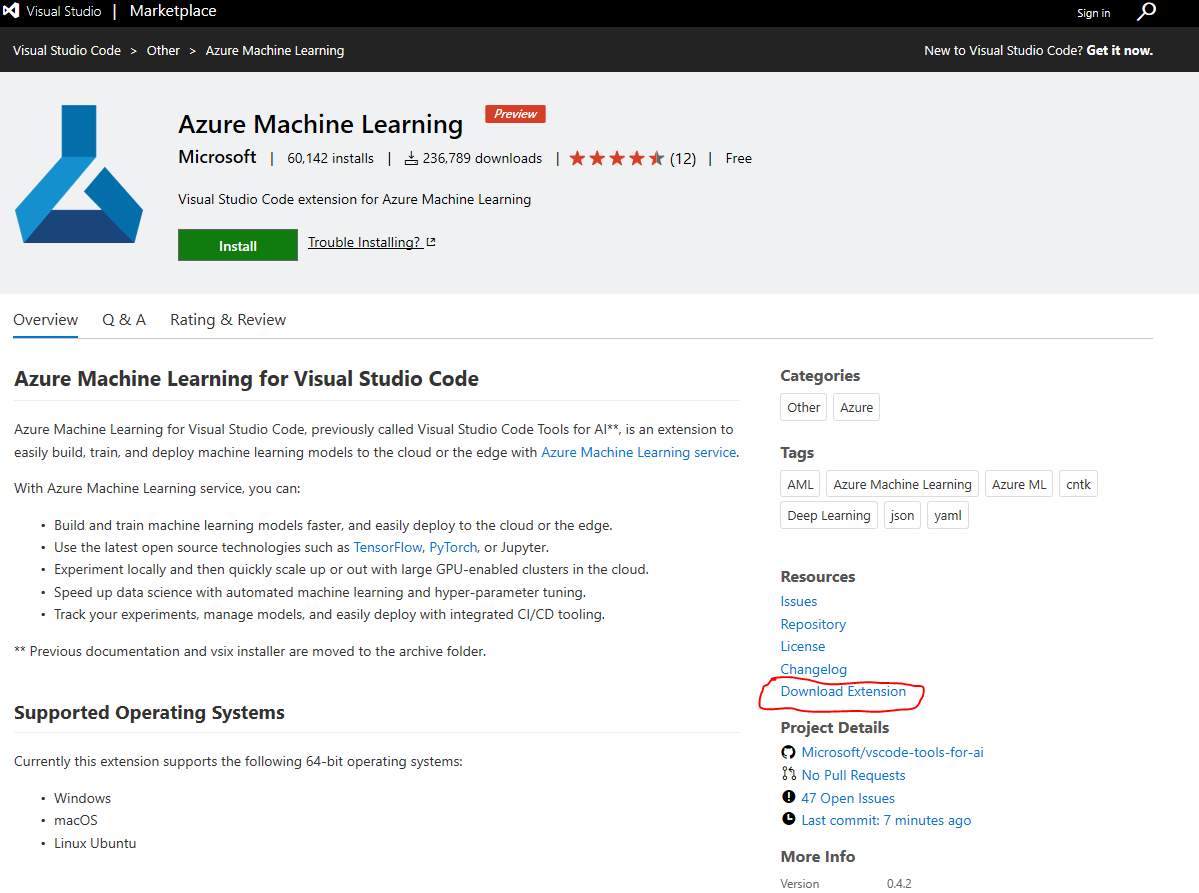 Visual Studio | Marketplace
Sign in
Visual Studio Code > Other > Azure Machine Learning
New to Visual Studio Code? Get it now.
Azure Machine Learning
Preview
Microsoft | 60,142 installs | 236,789 downloads | (12) | Free
Visual Studio Code extension for Azure Machine Learning
Install
Trouble Installing?
Overview Q & A Rating & Review
Azure Machine Learning for Visual Studio Code
Azure Machine Learning for Visual Studio Code, previously called Visual Studio Code Tools for AI**, is an extension to
easily build, train, and deploy machine learning models to the cloud or the edge with Azure Machine Learning service.
With Azure Machine Learning service, you can:
• Build and train machine learning models faster, and easily deploy to the cloud or the edge.
• Use the latest open source technologies such as TensorFlow, PyTorch, or Jupyter.
• Experiment locally and then quickly scale up or out with large GPU-enabled clusters in the cloud.
• Speed up data science with automated machine learning and hyper-parameter tuning.
• Track your experiments, manage models, and easily deploy with integrated CI/CD tooling.
** Previous documentation and vsix installer are moved to the archive folder.
Supported Operating Systems
Currently this extension supports the following 64-bit operating systems:
• Windows
• macOS
• Linux Ubuntu
Categories
Other Azure
Tags
AML Azure Machine Learning Azure ML cntk
Deep Learning json yaml
Resources
Issues
Repository
License
Changelog
Download Extension
Project Details
Microsoft/vscode-tools-for-ai
No Pull Requests
47 Open Issues
Last commit: 7 minutes ago
More Info
Version 0.4.2